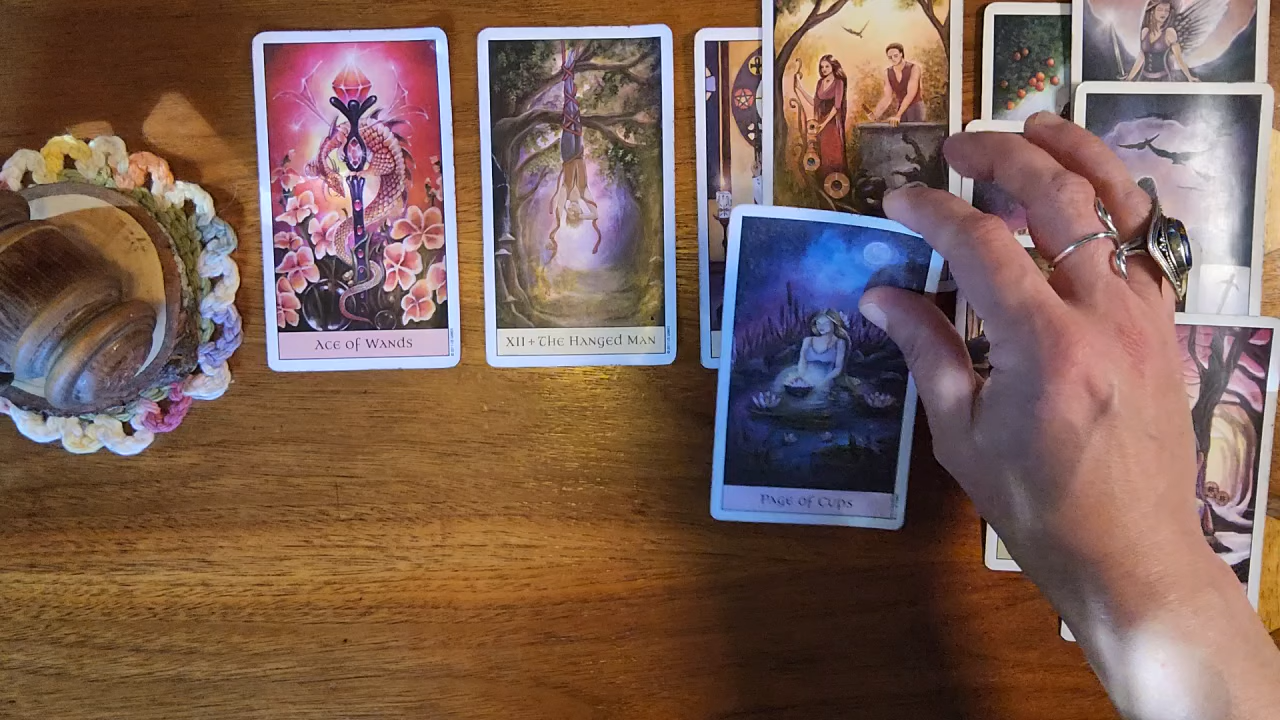 Ace of Wands
XII + The Hanged Man
Page of Cups